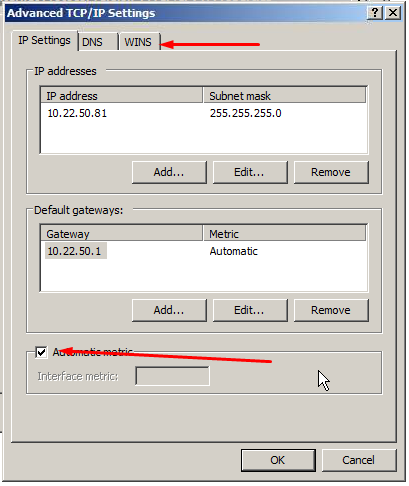 Advanced TCP/IP Settings
IP Settings DNS WINS
IP addresses
IP address Subnet mask
10.22.50.81 255.255.255.0
Add... Edit... Remove
Default gateways:
Gateway Metric
10.22.50.1 Automatic
Add... Edit... Remove
Automatic metric
Interface metric:
OK Cancel